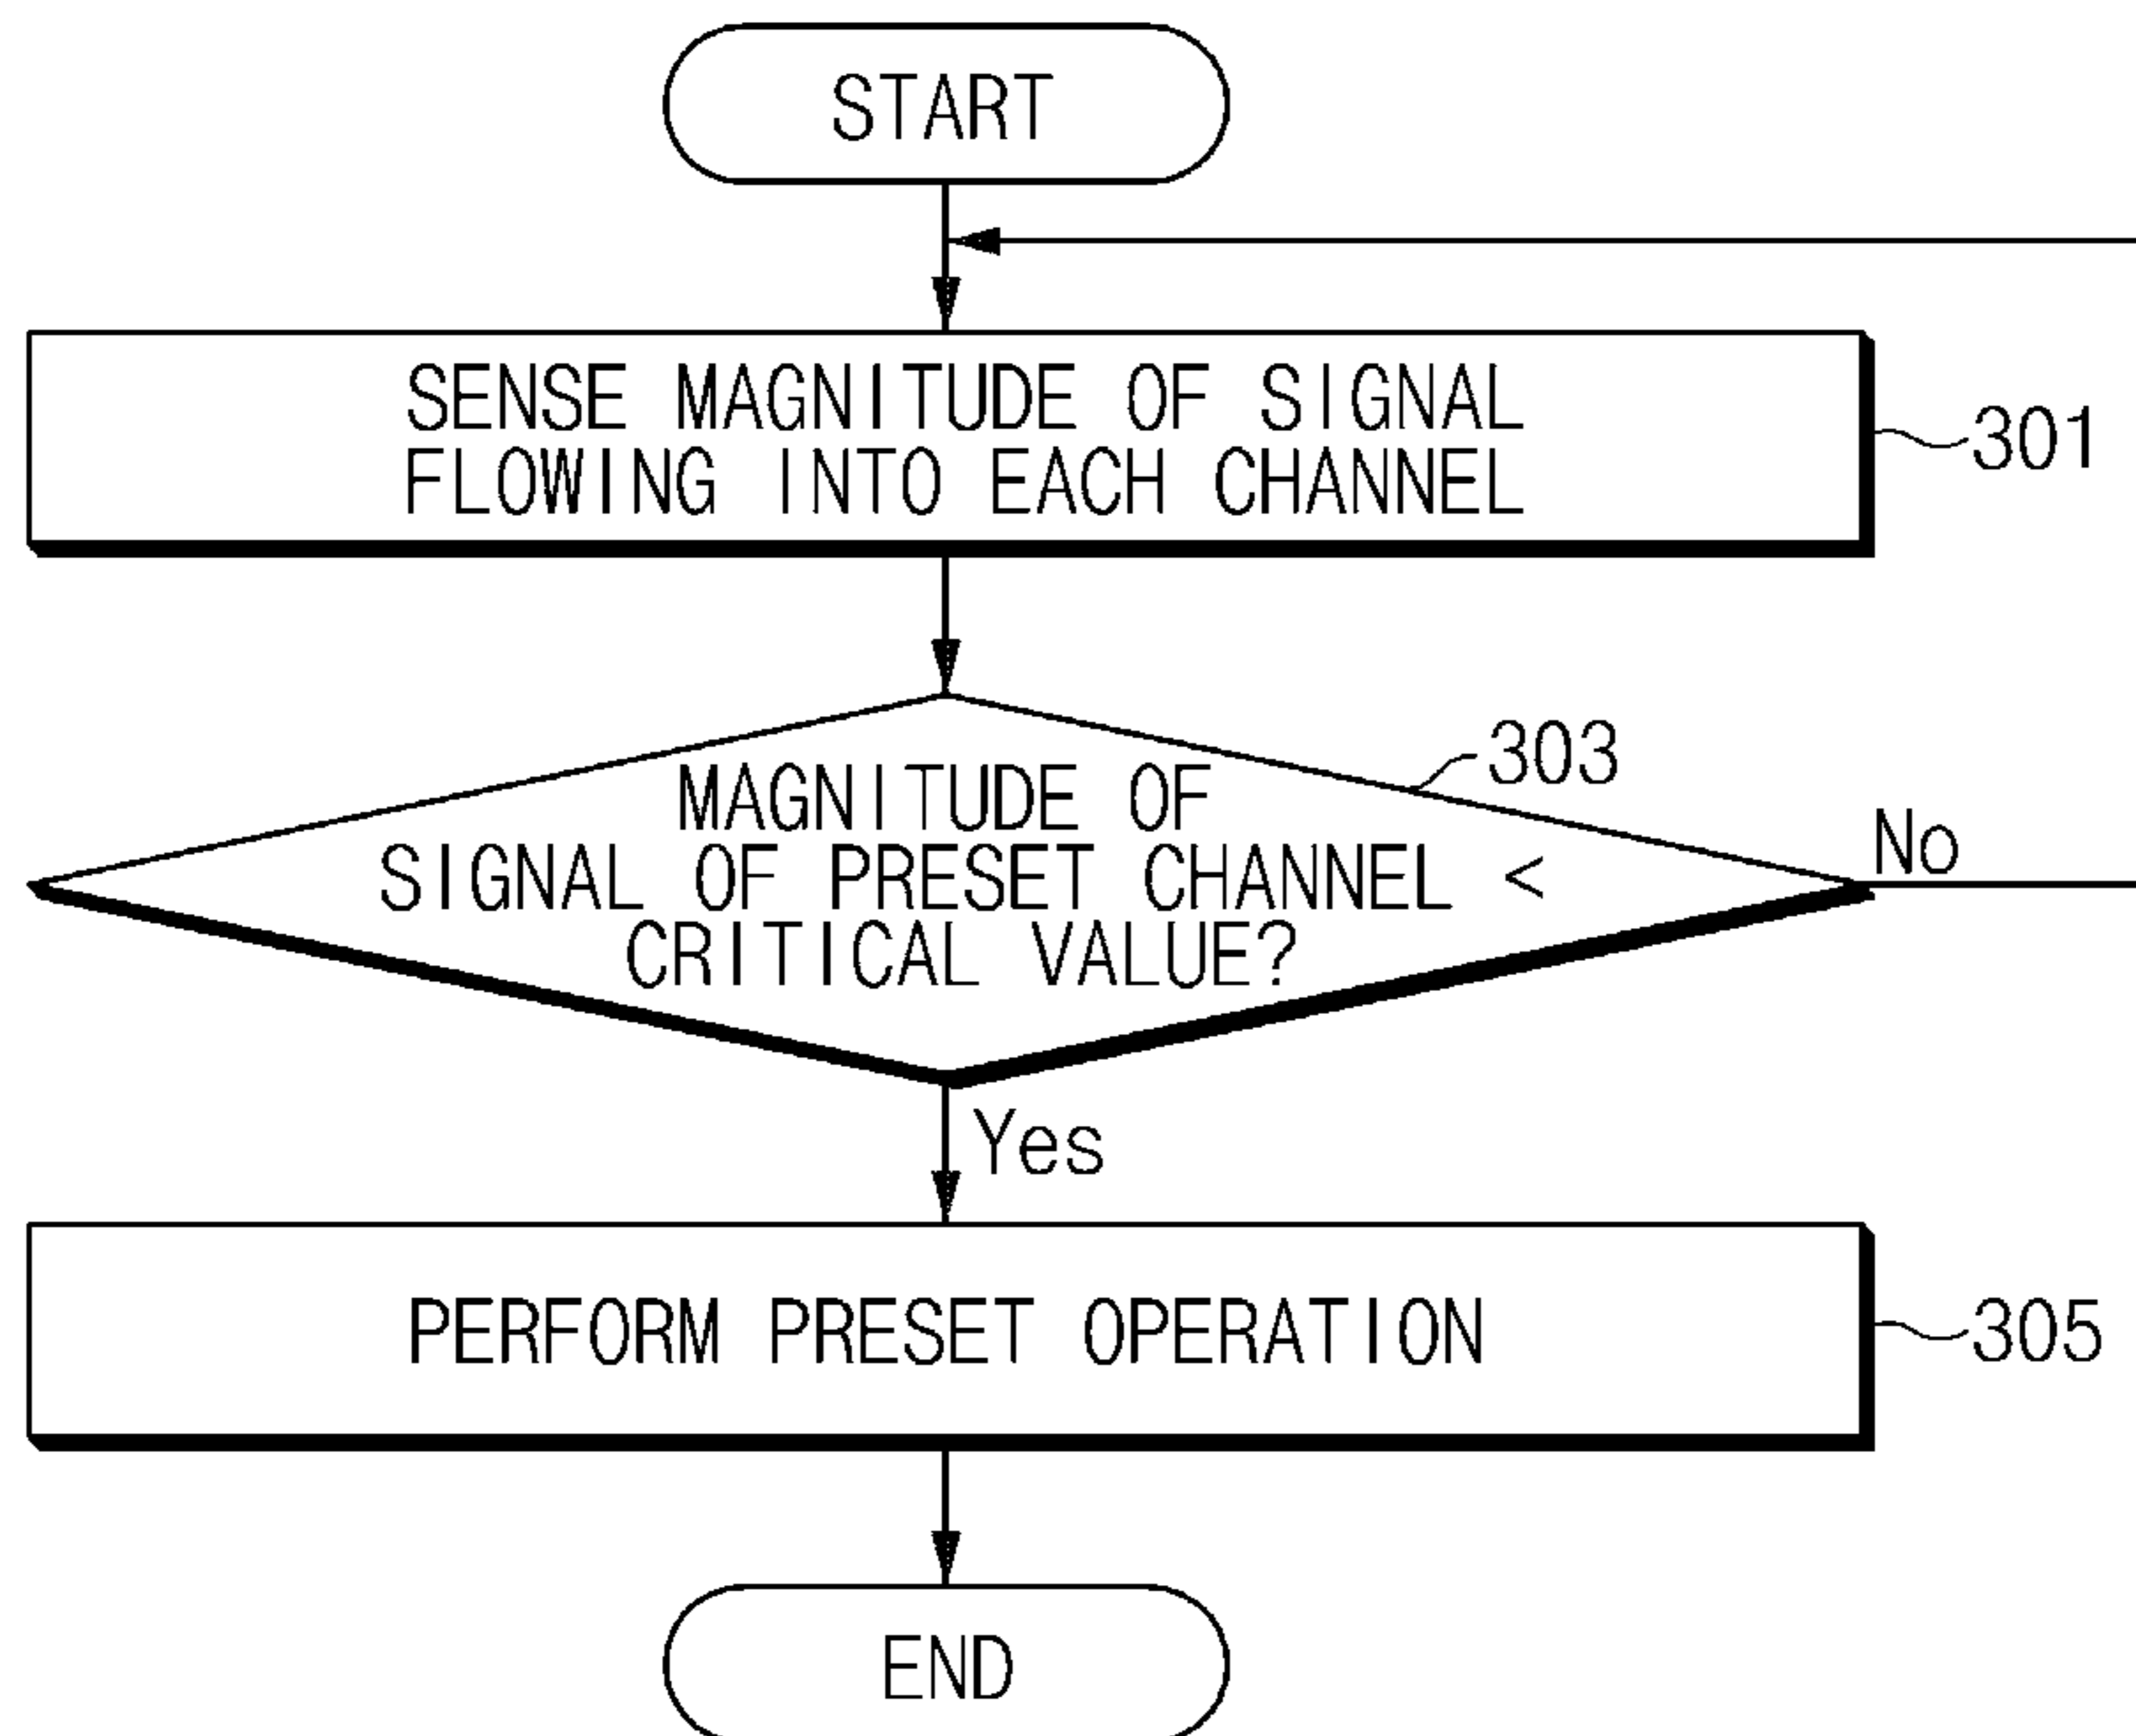 START
SENSE MAGNITUDE OF SIGNAL
FLOWING INTO EACH CHANNEL
301
303
MAGNITUDE OF
SIGNAL OF PRESET CHANNEL <
CRITICAL VALUE?
No
Yes
PERFORM PRESET OPERATION
305
END